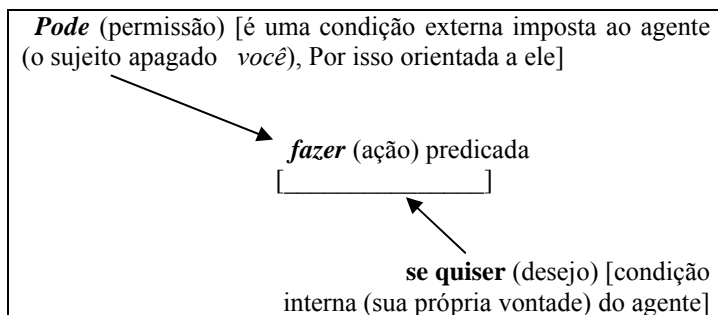 Pode (permissão) [é uma condição externa imposta ao agente
(o sujeito apagado você), Por isso orientada a ele]
fazer (ação) predicada
[_______________]
se quiser (desejo) [condição
interna (sua própria vontade) do agente]